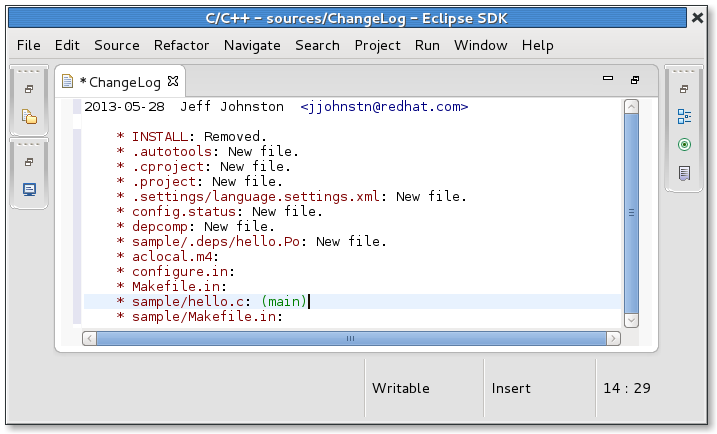 C/C++ - sources/ChangeLog - Eclipse SDK
File Edit Source Refactor Navigate Search Project Run Window Help
*ChangeLog
2013-05-28  Jeff Johnston  <jjohnstn@redhat.com>
* INSTALL: Removed.
* .autotools: New file.
* .cproject: New file.
* .project: New file.
* .settings/language.settings.xml: New file.
* config.status: New file.
* depcomp: New file.
* sample/.deps/hello.Po: New file.
* aclocal.m4:
* configure.in:
* Makefile.in:
* sample/hello.c: (main)
* sample/Makefile.in:
Writable Insert 14 : 29